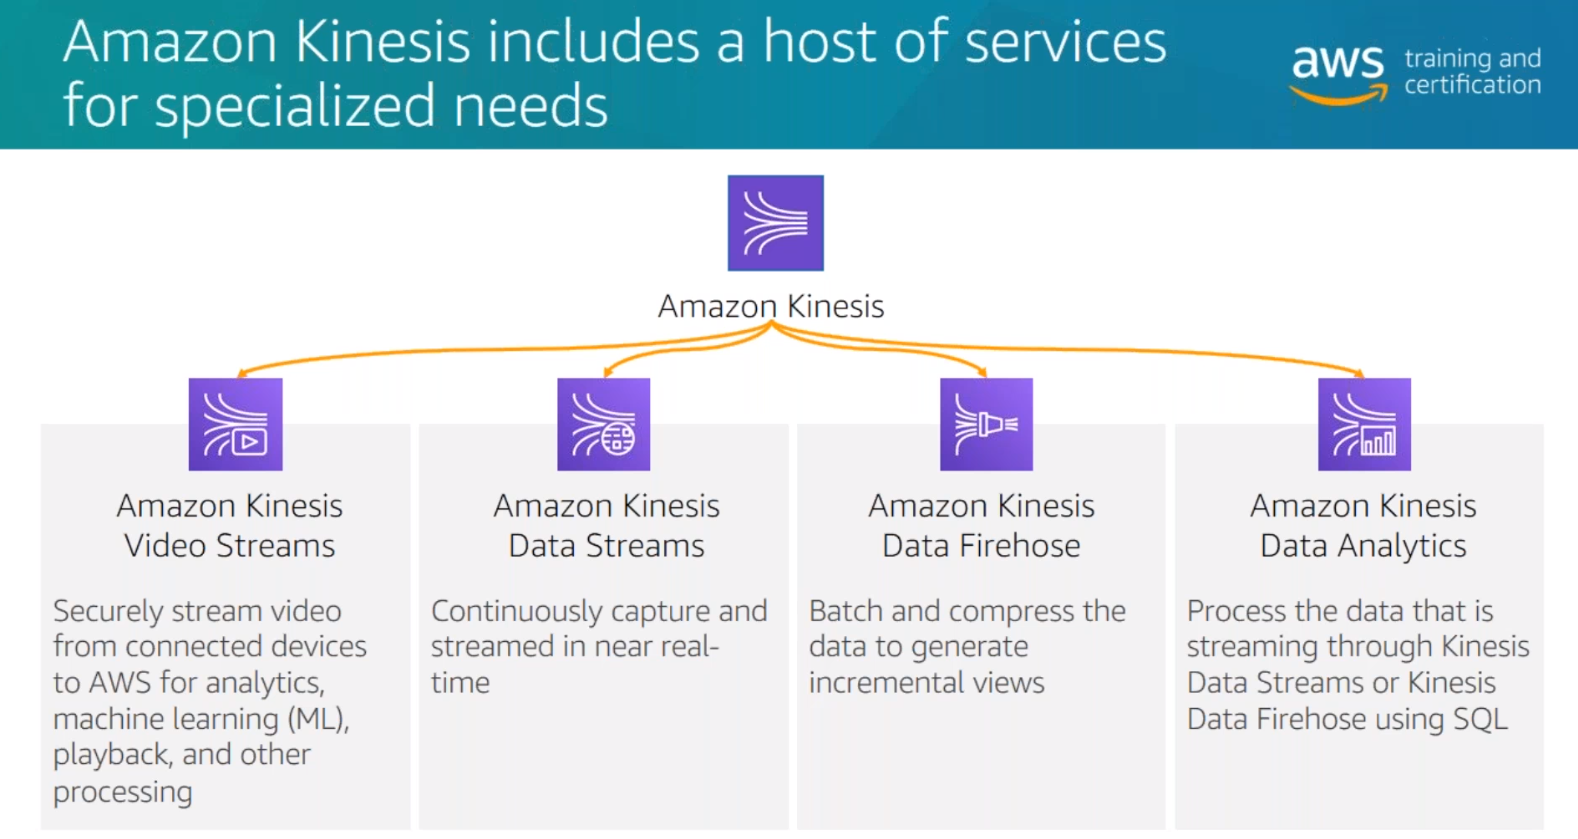 Amazon Kinesis includes a host of services
for specialized needs
aws training and
certification
Amazon Kinesis
Amazon Kinesis
Video Streams
Securely stream video
from connected devices
to AWS for analytics,
machine learning (ML),
playback, and other
processing
Amazon Kinesis
Data Streams
Continuously capture and
streamed in near real-
time
Amazon Kinesis
Data Firehose
Batch and compress the
data to generate
incremental views
Amazon Kinesis
Data Analytics
Process the data that is
streaming through Kinesis
Data Streams or Kinesis
Data Firehose using SQL